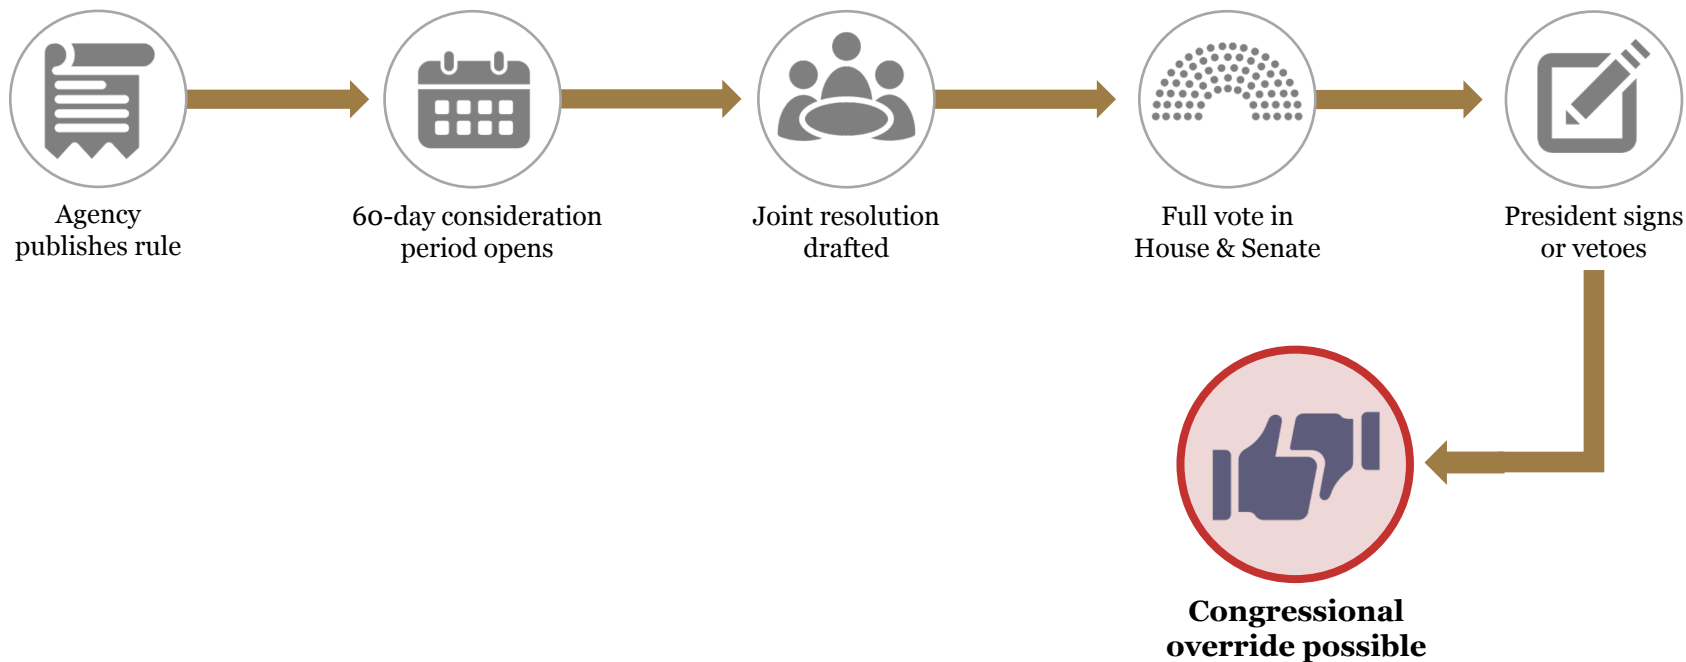 Agency
publishes rule
60-day consideration
period opens
Joint resolution
drafted
Full vote in
House & Senate
President signs
or vetoes
Congressional
override possible